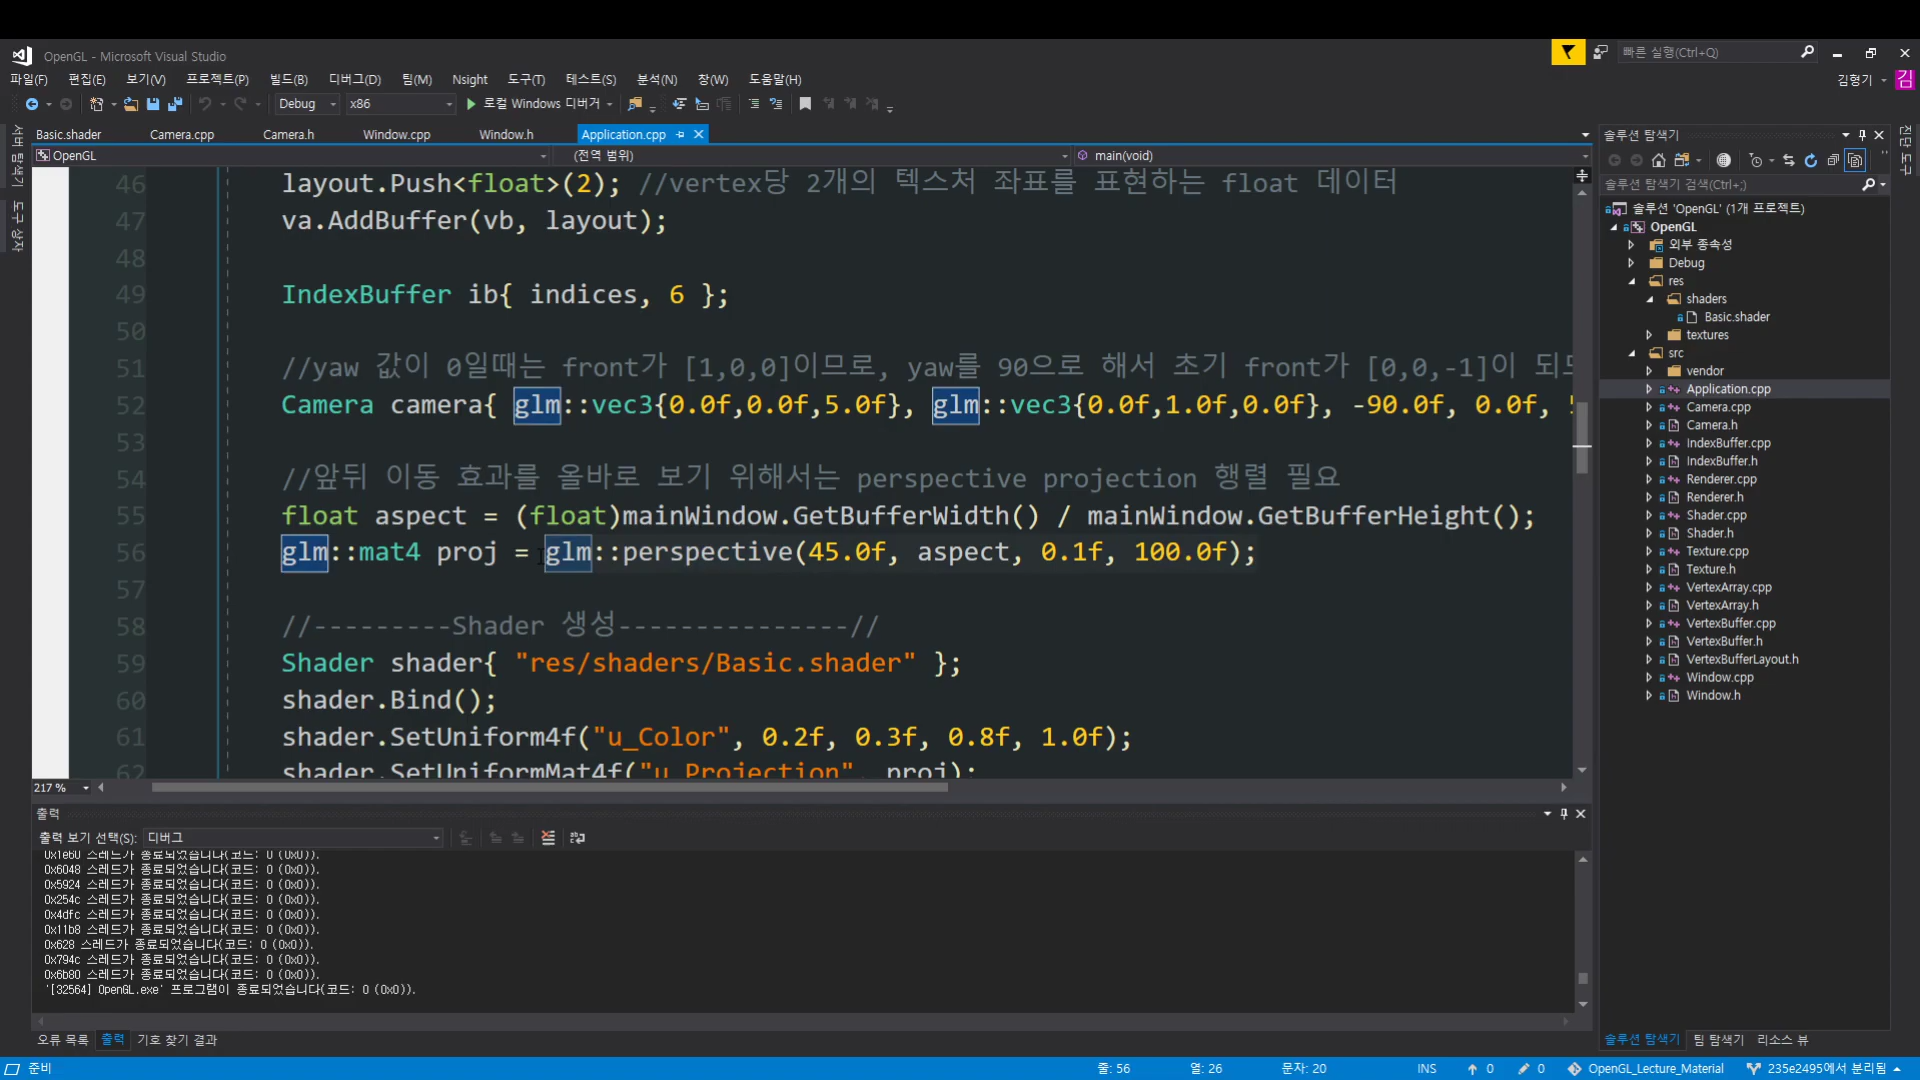 OpenGL - Microsoft Visual Studio
빠른 실행(Ctrl+Q)
파일(F) 편집(E) 보기(V) 프로젝트(P) 빌드(B) 디버그(D) 팀(M) Nsight 도구(T) 테스트(S) 분석(N) 창(W) 도움말(H)
김형기 김
Debug x86 로컬 Windows 디버거
서버 탐색기
도구 상자
Basic.shader Camera.cpp Camera.h Window.cpp Window.h Application.cpp
OpenGL (전역 범위) main(void)
46 layout.Push<float>(2); //vertex당 2개의 텍스처 좌표를 표현하는 float 데이터
47 va.AddBuffer(vb, layout);
48
49 IndexBuffer ib{ indices, 6 };
50
51 //yaw 값이 0일때는 front가 [1,0,0]이므로, yaw를 90으로 해서 초기 front가 [0,0,-1]이
52 Camera camera{ glm::vec3{0.0f,0.0f,5.0f}, glm::vec3{0.0f,1.0f,0.0f}, -90.0f, 0.0f,
53
54 //앞뒤 이동 효과를 올바로 보기 위해서는 perspective projection 행렬 필요
55 float aspect = (float)mainWindow.GetBufferWidth() / mainWindow.GetBufferHeight();
56 glm::mat4 proj = glm::perspective(45.0f, aspect, 0.1f, 100.0f);
57
58 //---------Shader 생성---------------//
59 Shader shader{ "res/shaders/Basic.shader" };
60 shader.Bind();
61 shader.SetUniform4f("u_Color", 0.2f, 0.3f, 0.8f, 1.0f);
62 shader.SetUniformMat4f("u_Projection", proj);
217 %
출력
출력 보기 선택(S): 디버그
0x1e60 스레드가 종료되었습니다(코드: 0 (0x0)).
0x6048 스레드가 종료되었습니다(코드: 0 (0x0)).
0x5924 스레드가 종료되었습니다(코드: 0 (0x0)).
0x254c 스레드가 종료되었습니다(코드: 0 (0x0)).
0x4dfc 스레드가 종료되었습니다(코드: 0 (0x0)).
0x11b8 스레드가 종료되었습니다(코드: 0 (0x0)).
0x628 스레드가 종료되었습니다(코드: 0 (0x0)).
0x794c 스레드가 종료되었습니다(코드: 0 (0x0)).
0x6b80 스레드가 종료되었습니다(코드: 0 (0x0)).
'[32564] OpenGL.exe' 프로그램이 종료되었습니다(코드: 0 (0x0)).
오류 목록 출력 기호 찾기 결과
솔루션 탐색기
솔루션 탐색기 검색(Ctrl+;)
솔루션 'OpenGL' (1개 프로젝트)
OpenGL
외부 종속성
Debug
res
shaders
Basic.shader
textures
src
vendor
Application.cpp
Camera.cpp
Camera.h
IndexBuffer.cpp
IndexBuffer.h
Renderer.cpp
Renderer.h
Shader.cpp
Shader.h
Texture.cpp
Texture.h
VertexArray.cpp
VertexArray.h
VertexBuffer.cpp
VertexBuffer.h
VertexBufferLayout.h
Window.cpp
Window.h
솔루션 탐색기 팀 탐색기 리소스 뷰
진단 도구
준비 줄: 56 열: 26 문자: 20 INS 0 0 OpenGL_Lecture_Material 235e2495에서 분리됨